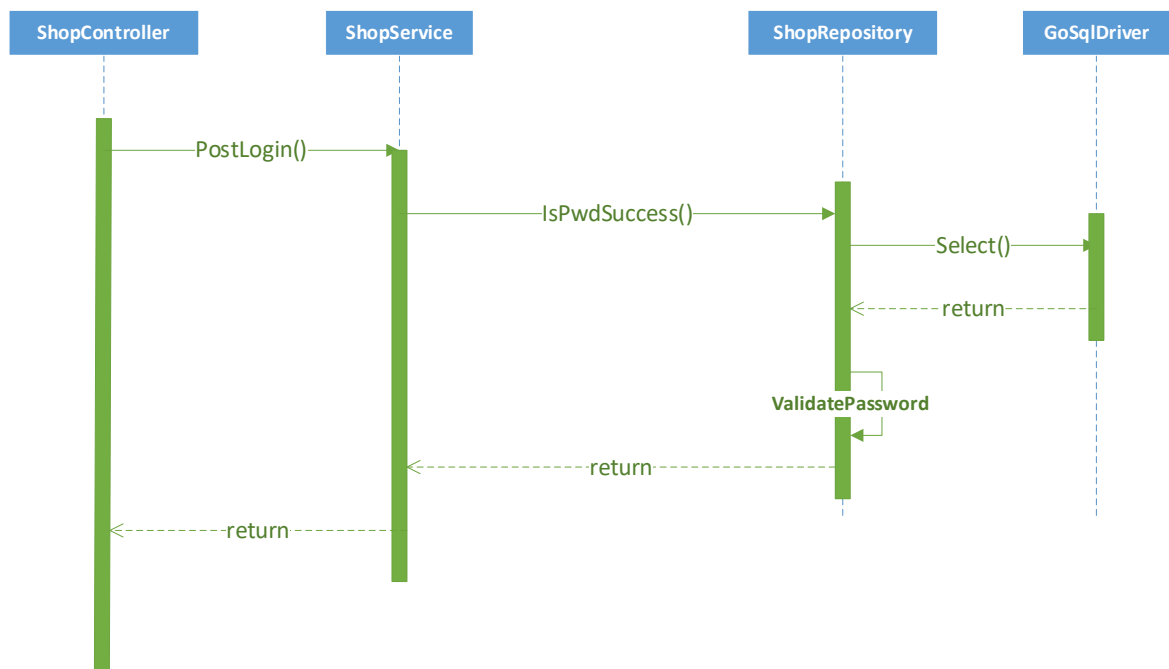 ShopController
ShopService
ShopRepository
GoSqlDriver
PostLogin()
IsPwdSuccess()
Select()
return
ValidatePassword
return
return